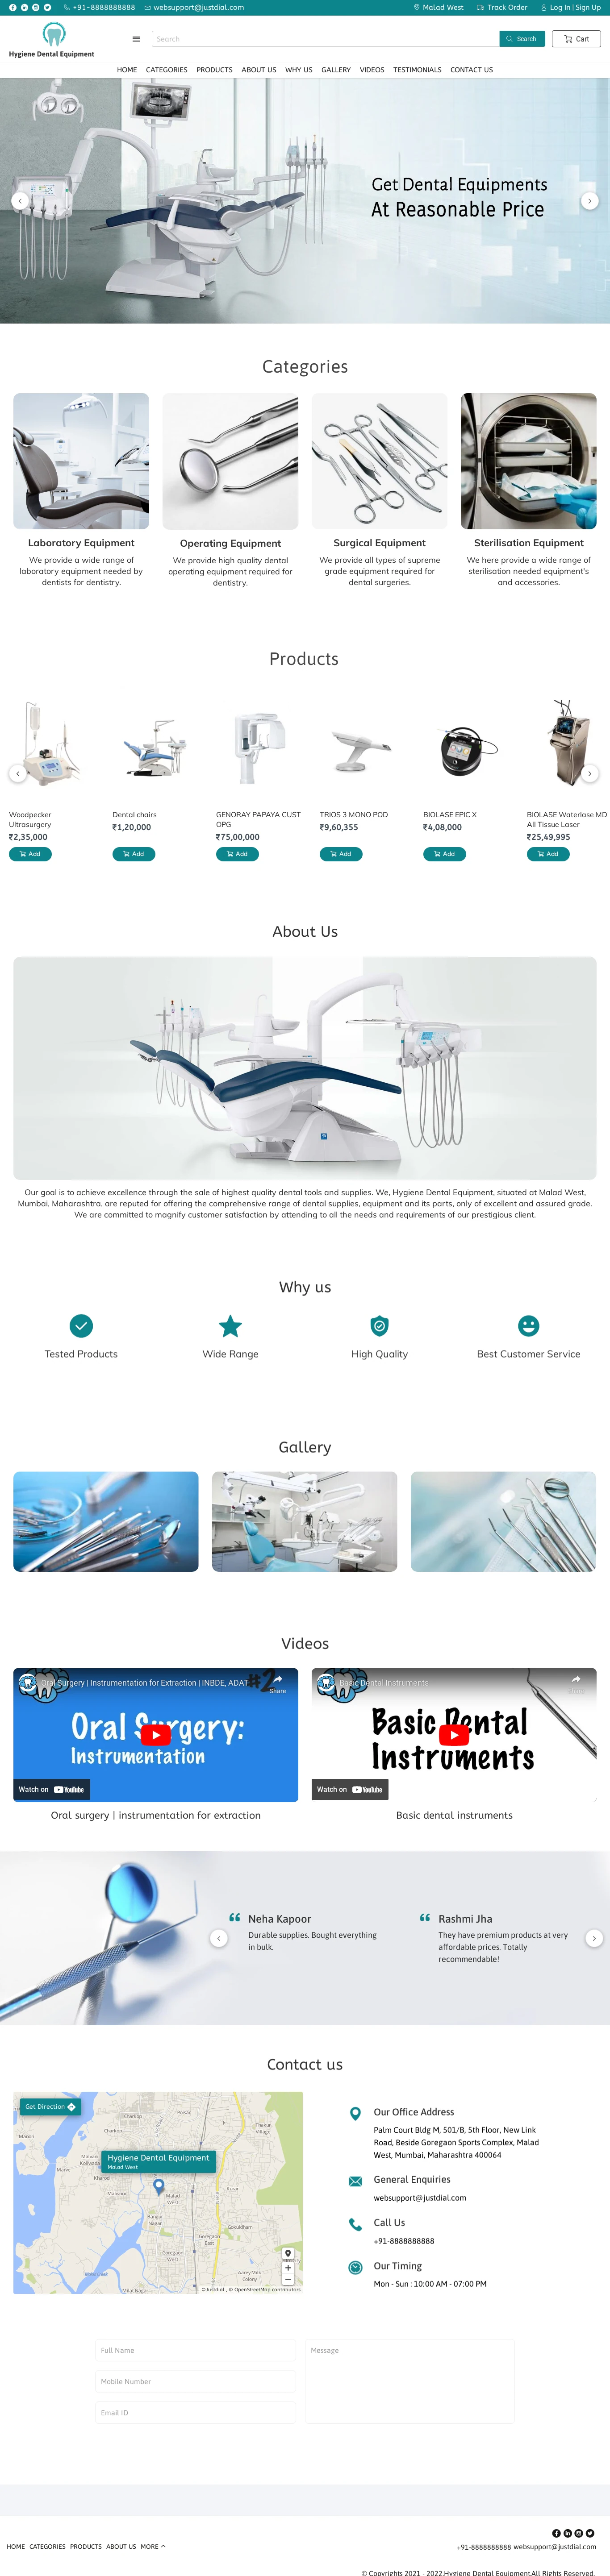 +91-8888888888 websupport@justdial.com Malad West Track Order Log In | Sign Up
Hygiene Dental Equipment
Search
Search
Cart
HOME CATEGORIES PRODUCTS ABOUT US WHY US GALLERY VIDEOS TESTIMONIALS CONTACT US
Get Dental Equipments
At Reasonable Price
Categories
Laboratory Equipment
We provide a wide range of
laboratory equipment needed by
dentists for dentistry.
Operating Equipment
We provide high quality dental
operating equipment required for
dentistry.
Surgical Equipment
We provide all types of supreme
grade equipment required for
dental surgeries.
Sterilisation Equipment
We here provide a wide range of
sterilisation needed equipment's
and accessories.
Products
Woodpecker
Ultrasurgery
₹2,35,000
Add
Dental chairs
₹1,20,000
Add
GENORAY PAPAYA CUST
OPG
₹75,00,000
Add
TRIOS 3 MONO POD
₹9,60,355
Add
BIOLASE EPIC X
₹4,08,000
Add
BIOLASE Waterlase MD
All Tissue Laser
₹25,49,995
Add
About Us
Our goal is to achieve excellence through the sale of highest quality dental tools and supplies. We, Hygiene Dental Equipment, situated at Malad West,
Mumbai, Maharashtra, are reputed for offering the comprehensive range of dental supplies, equipment and its parts, only of excellent and assured grade.
We are committed to magnify customer satisfaction by attending to all the needs and requirements of our prestigious client.
Why us
Tested Products
Wide Range
High Quality
Best Customer Service
Gallery
Videos
Oral Surgery | Instrumentation for Extraction | INBDE, ADAT
#2
Share
Oral Surgery:
Instrumentation
Watch on YouTube
Oral surgery | instrumentation for extraction
Basic Dental Instruments
Basic Dental
Instruments
Watch on YouTube
Basic dental instruments
Neha Kapoor
Durable supplies. Bought everything
in bulk.
Rashmi Jha
They have premium products at very
affordable prices. Totally
recommendable!
Contact us
Get Direction
Hygiene Dental Equipment
Malad West
©Justdial , © OpenStreetMap contributors
Our Office Address
Palm Court Bldg M, 501/B, 5th Floor, New Link
Road, Beside Goregaon Sports Complex, Malad
West, Mumbai, Maharashtra 400064
General Enquiries
websupport@justdial.com
Call Us
+91-8888888888
Our Timing
Mon - Sun : 10:00 AM - 07:00 PM
Full Name
Mobile Number
Email ID
Message
HOME CATEGORIES PRODUCTS ABOUT US MORE
+91-8888888888 websupport@justdial.com
© Copyrights 2021 - 2022.Hygiene Dental Equipment.All Rights Reserved.